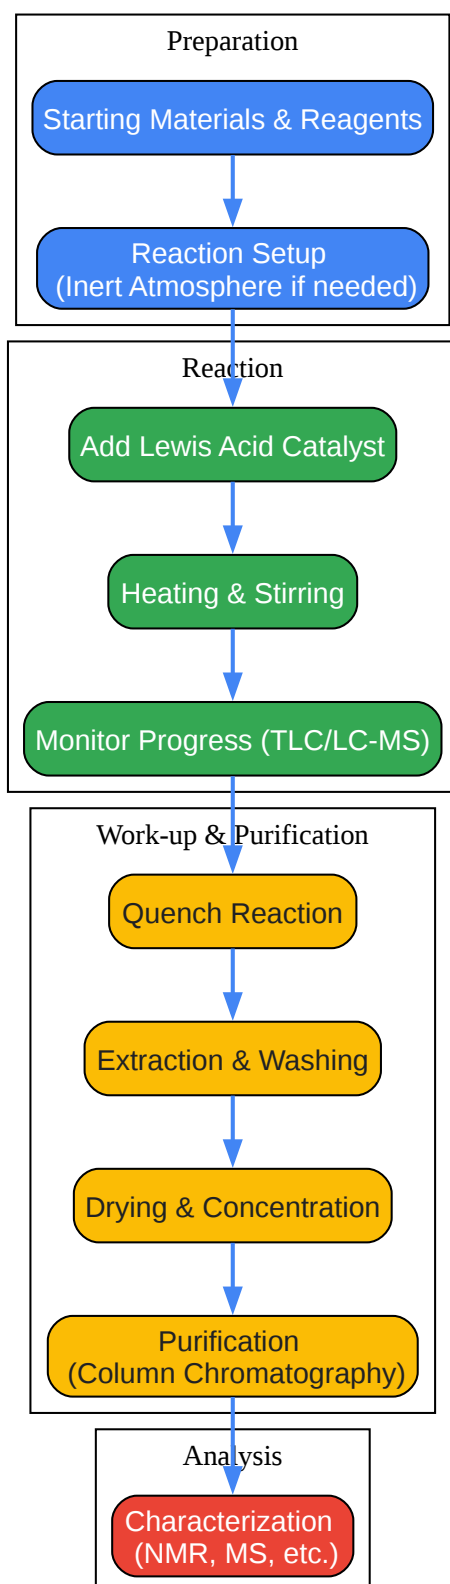 Preparation
Starting Materials & Reagents
Reaction Setup
(Inert Atmosphere if needed)
Reaction
Add Lewis Acid Catalyst
Heating & Stirring
Monitor Progress (TLC/LC-MS)
Work-up & Purification
Quench Reaction
Extraction & Washing
Drying & Concentration
Purification
(Column Chromatography)
Analysis
Characterization
(NMR, MS, etc.)